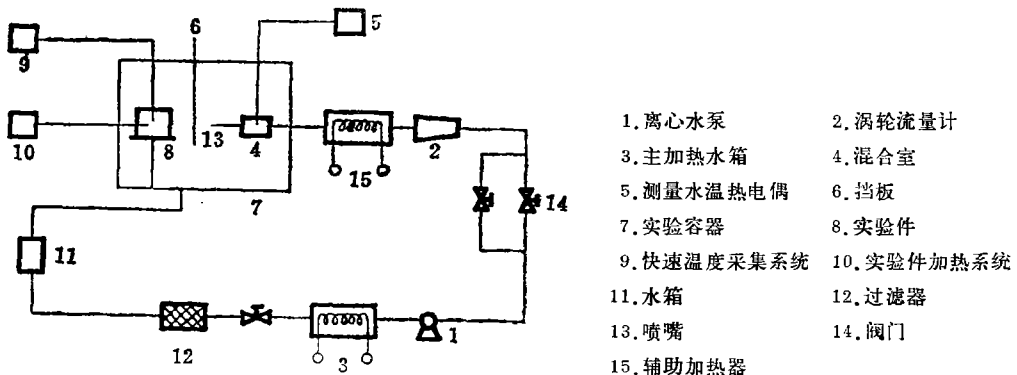 6
5
9
10
8
13
4
15
2
7
14
11
12
3
1
1.离心水泵 2.涡轮流量计
3.主加热水箱 4.混合室
5.测量水温热电偶 6.挡板
7.实验容器 8.实验件
9.快速温度采集系统 10.实验件加热系统
11.水箱 12.过滤器
13.喷嘴 14.阀门
15.辅助加热器